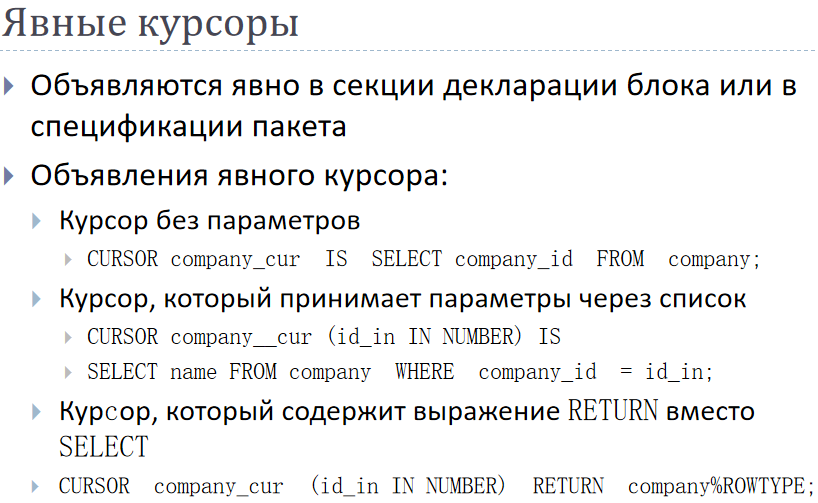 Явные курсоры
Объявляются явно в секции декларации блока или в
спецификации пакета
Объявления явного курсора:
Курсор без параметров
CURSOR company_cur IS SELECT company_id FROM company;
Курсор, который принимает параметры через список
CURSOR company__cur (id_in IN NUMBER) IS
SELECT name FROM company WHERE company_id = id_in;
Курсор, который содержит выражение RETURN вместо
SELECT
CURSOR company_cur (id_in IN NUMBER) RETURN company%ROWTYPE;